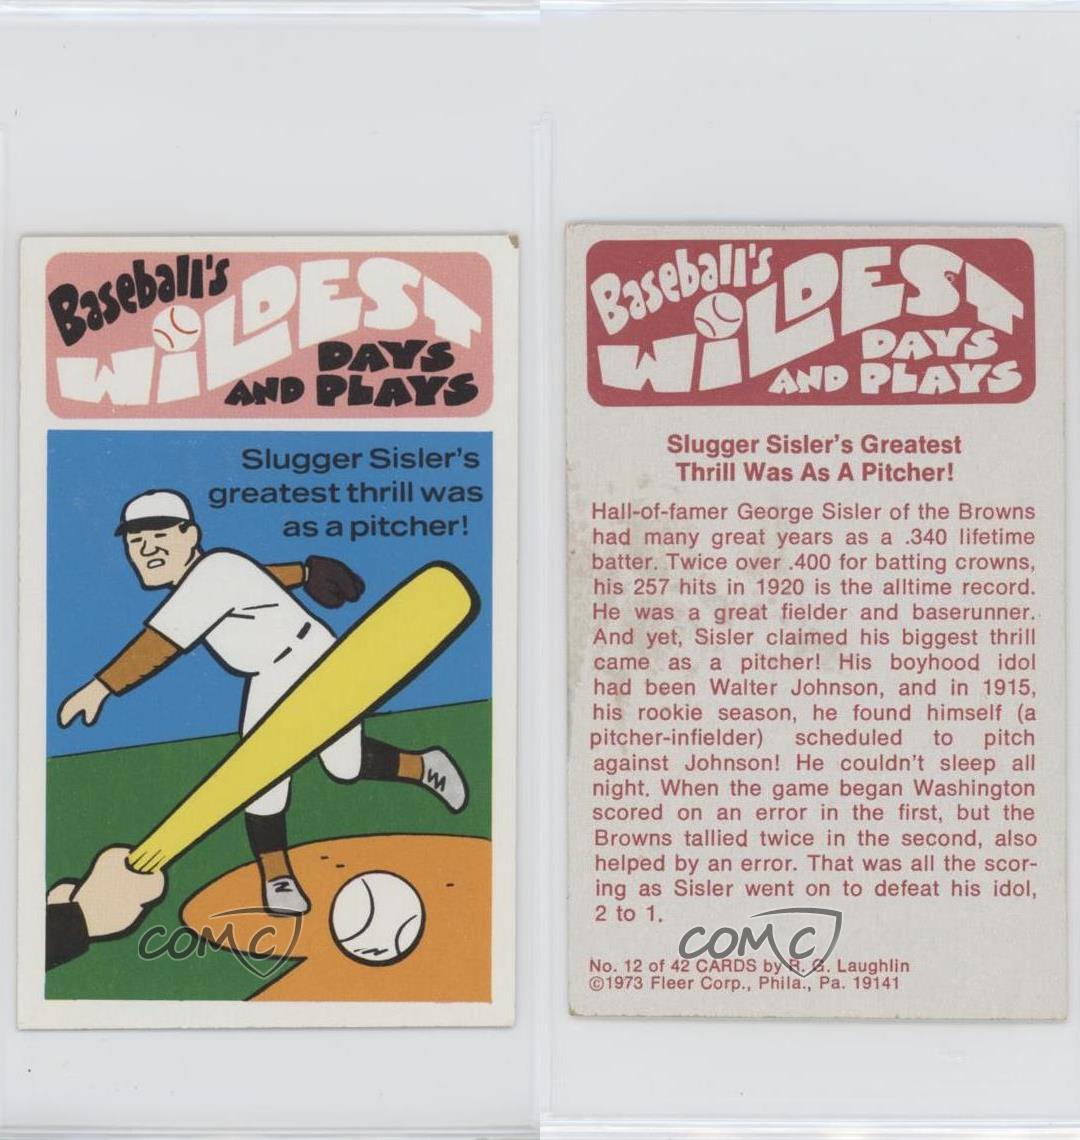 Baseball's
WiLDEST
DAYS
AND PLAYS
Slugger Sisler's
greatest thrill was
as a pitcher!
COMC
Baseball's
WiLDEST
DAYS
AND PLAYS
Slugger Sisler's Greatest
Thrill Was As A Pitcher!
Hall-of-famer George Sisler of the Browns
had many great years as a .340 lifetime
batter. Twice over .400 for batting crowns,
his 257 hits in 1920 is the alltime record.
He was a great fielder and baserunner.
And yet, Sisler claimed his biggest thrill
came as a pitcher! His boyhood idol
had been Walter Johnson, and in 1915,
his rookie season, he found himself (a
pitcher-infielder) scheduled to pitch
against Johnson! He couldn't sleep all
night. When the game began Washington
scored on an error in the first, but the
Browns tallied twice in the second, also
helped by an error. That was all the scor-
ing as Sisler went on to defeat his idol,
2 to 1.
COMC
No. 12 of 42 CARDS by R. G. Laughlin
©1973 Fleer Corp., Phila., Pa. 19141